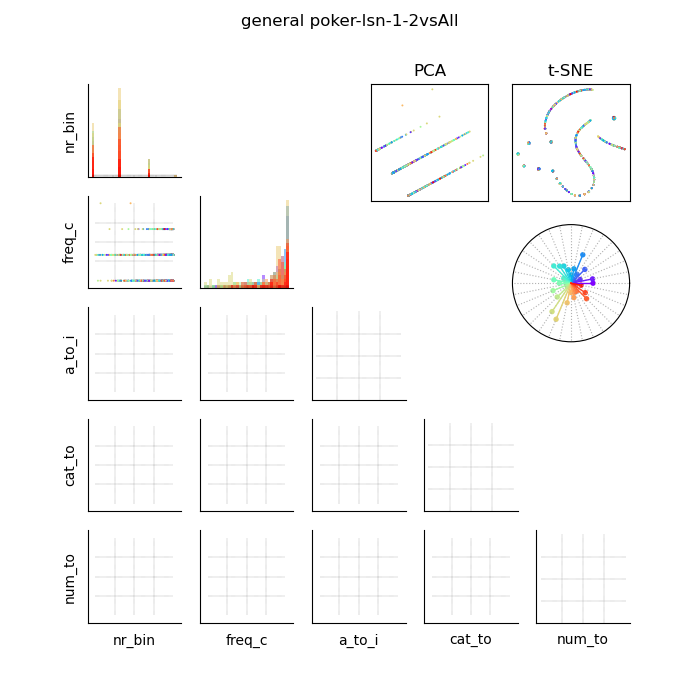 general poker-lsn-1-2vsAll
PCA
t-SNE
nr_bin
freq_c
a_to_i
cat_to
num_to
nr_bin
freq_c
a_to_i
cat_to
num_to